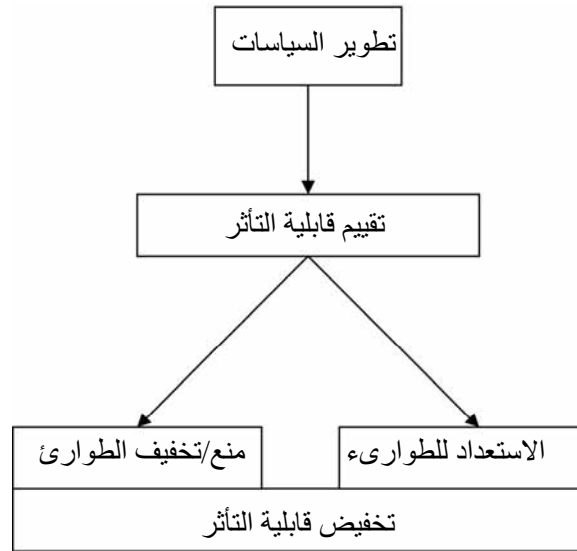 تطوير السياسات
تقييم قابلية التأثر
الاستعداد للطوارىء
منع/تخفيف الطوارئ
تخفيض قابلية التأثر